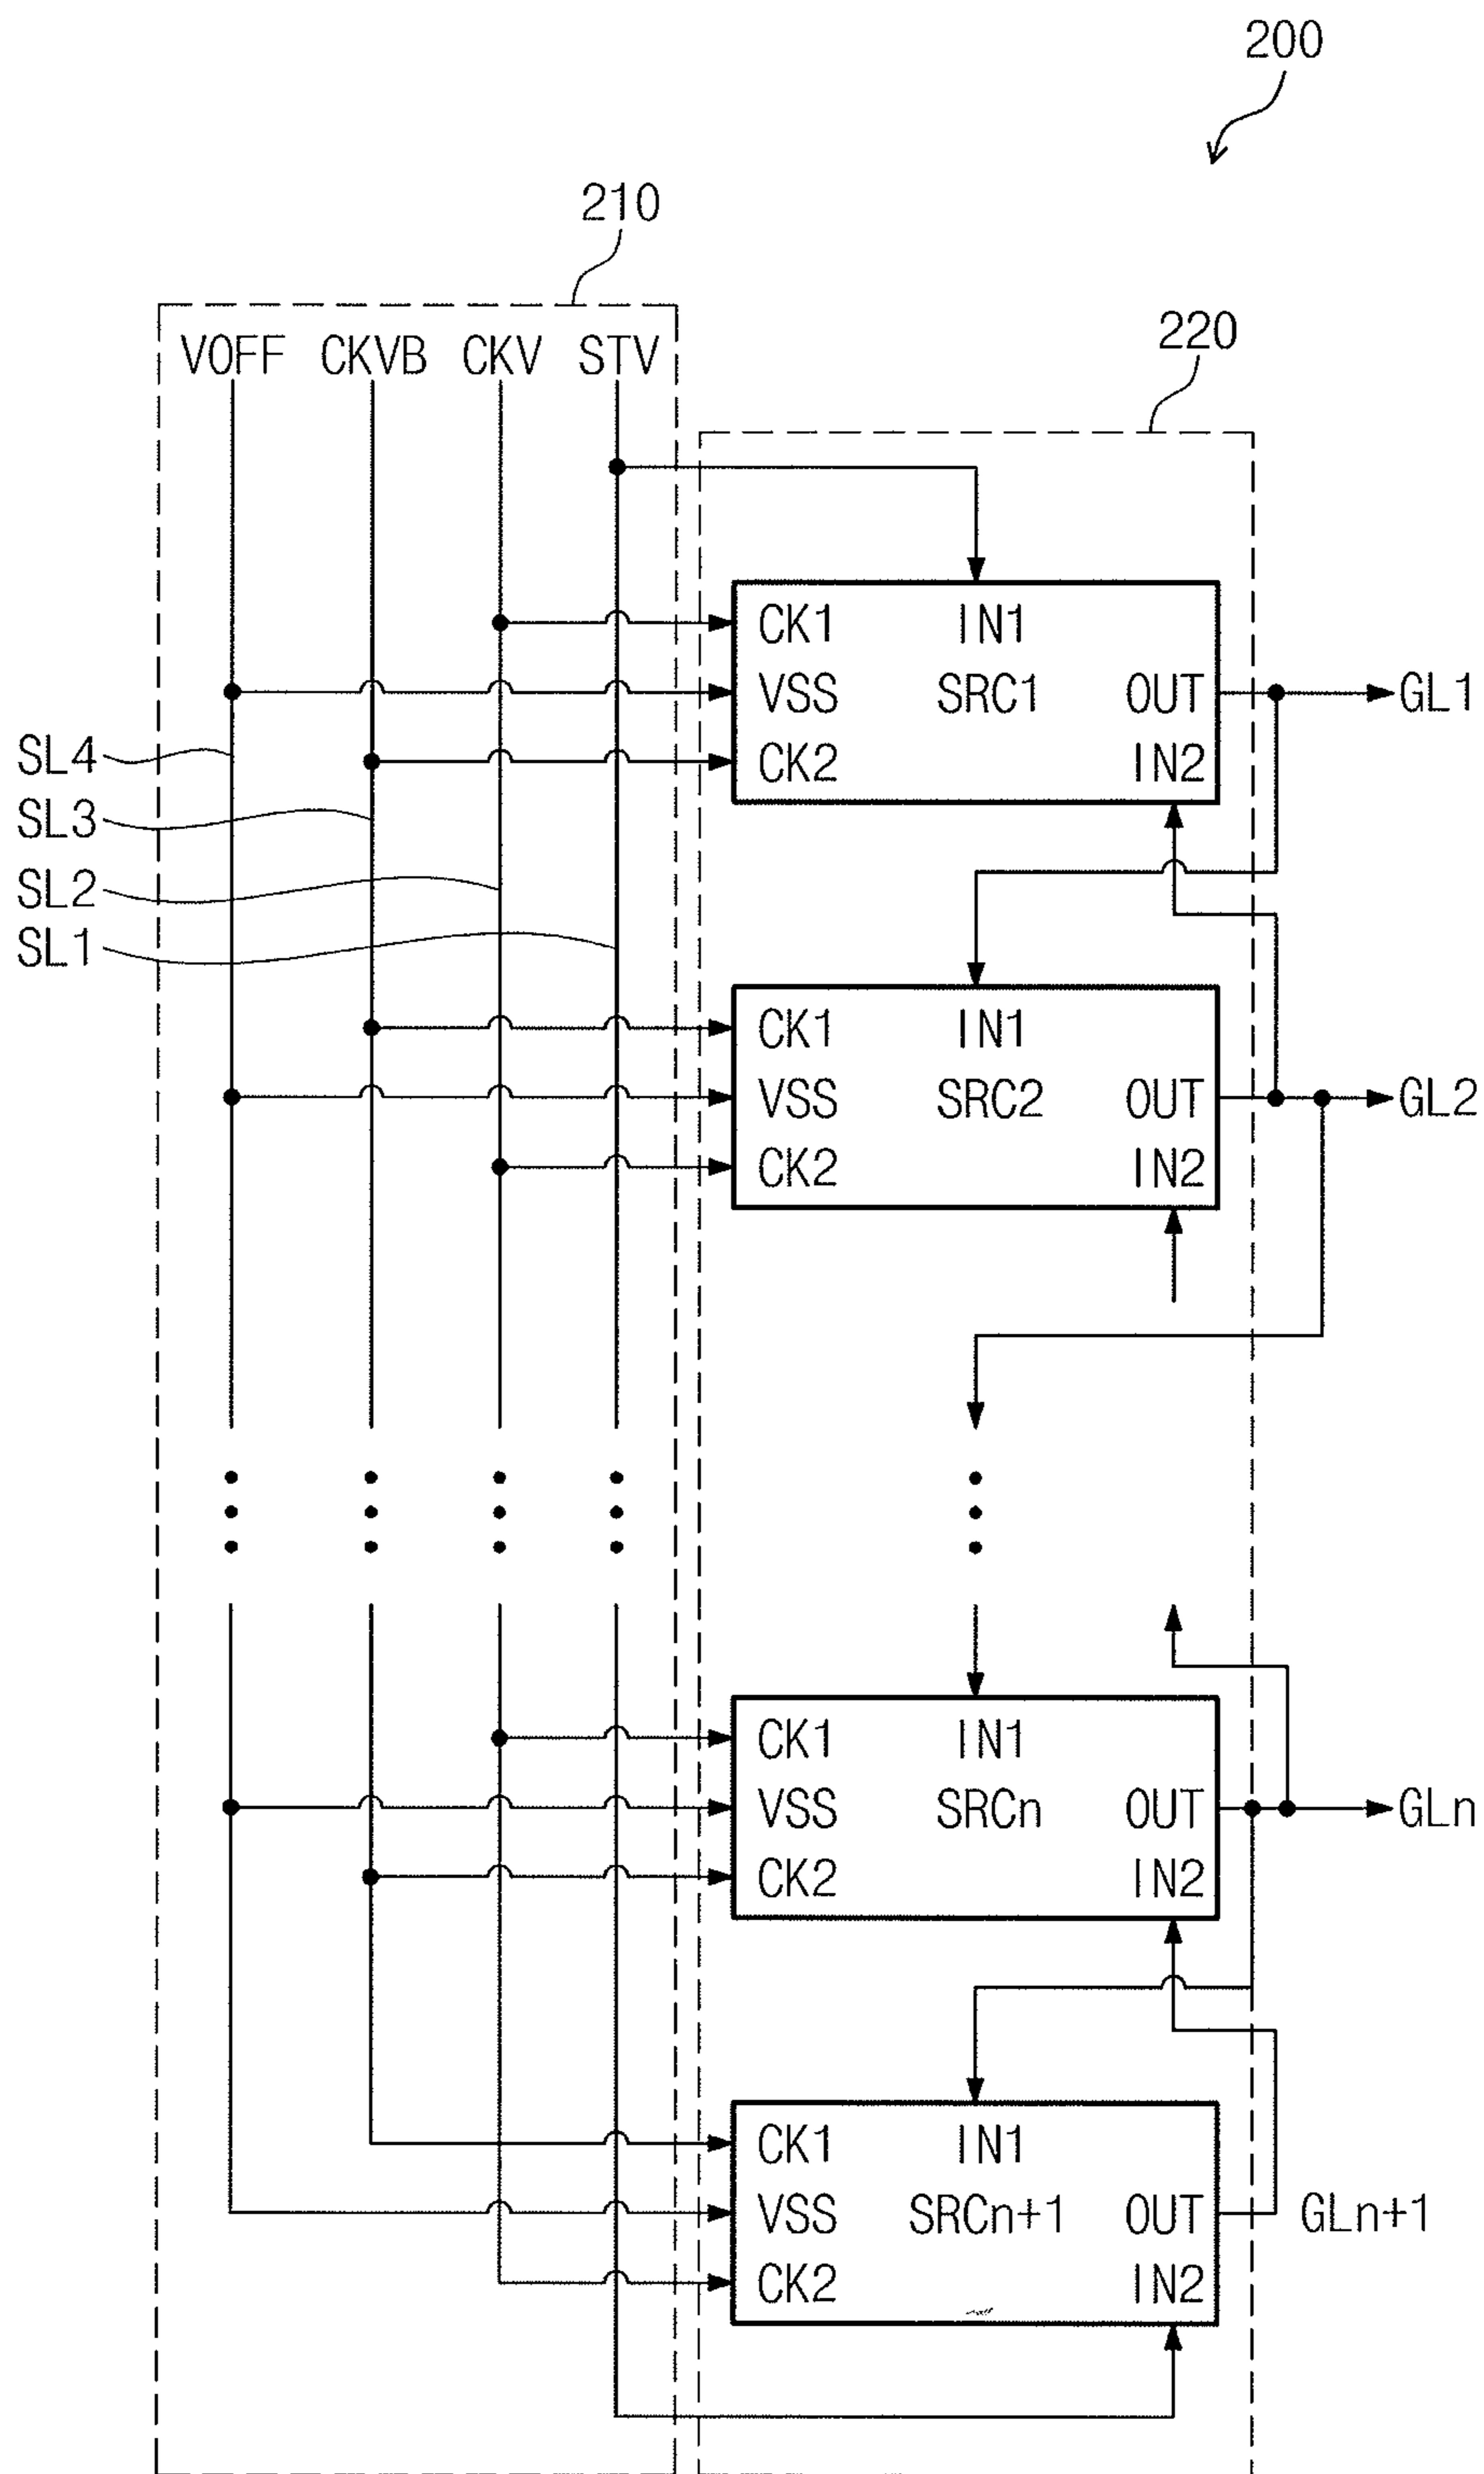 200
210
VOFF CKVB CKV STV
220
CK1 IN1
VSS SRC1 OUT GL1
CK2 IN2
SL4
SL3
SL2
SL1
CK1 IN1
VSS SRC2 OUT GL2
CK2 IN2
CK1 IN1
VSS SRCn OUT GLn
CK2 IN2
CK1 IN1
VSS SRCn+1 OUT GLn+1
CK2 IN2